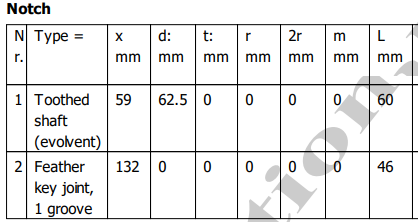 Notch
N r. Type = x mm d: mm t: mm r mm 2r mm m mm L mm
1 Toothed shaft (evolvent) 59 62.5 0 0 0 0 60
2 Feather key joint, 1 groove 132 0 0 0 0 0 46